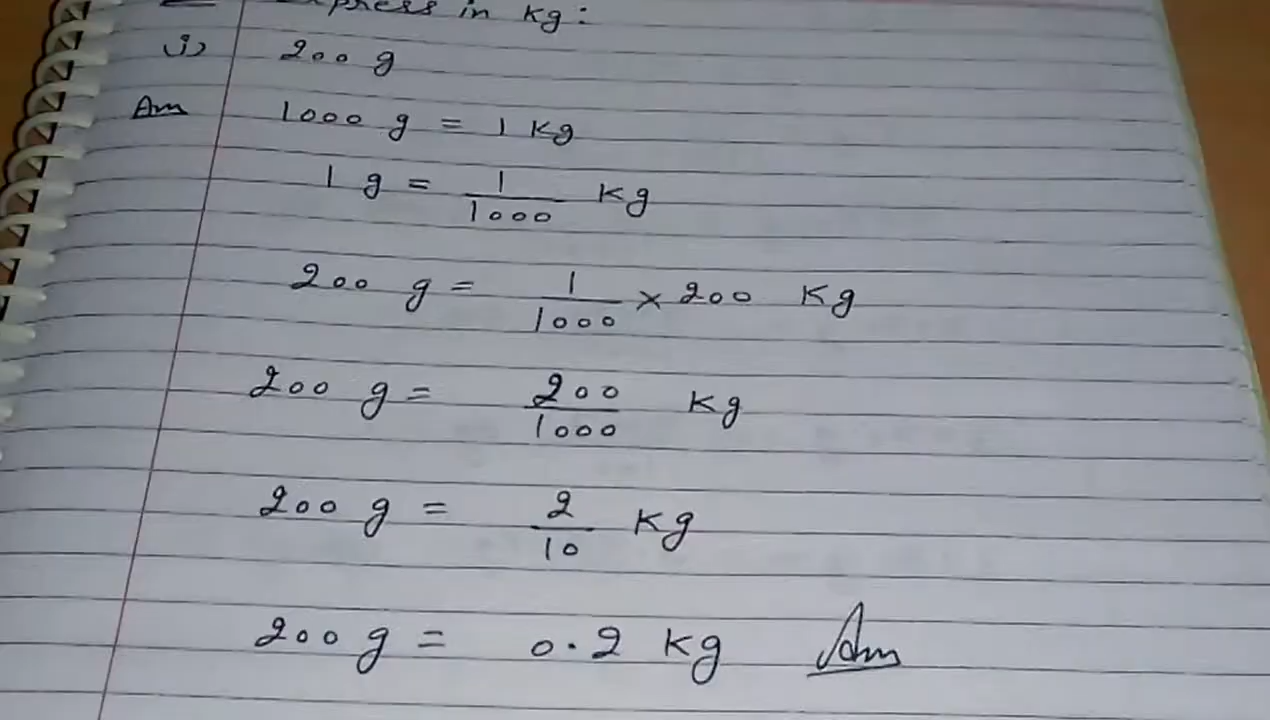 in kg:
i) 200 g
Ans 1000 g = 1 kg
1 g = 1/1000 kg
200 g = 1/1000 × 200 kg
200 g = 200/1000 kg
200 g = 2/10 kg
200 g = 0.2 kg Ans